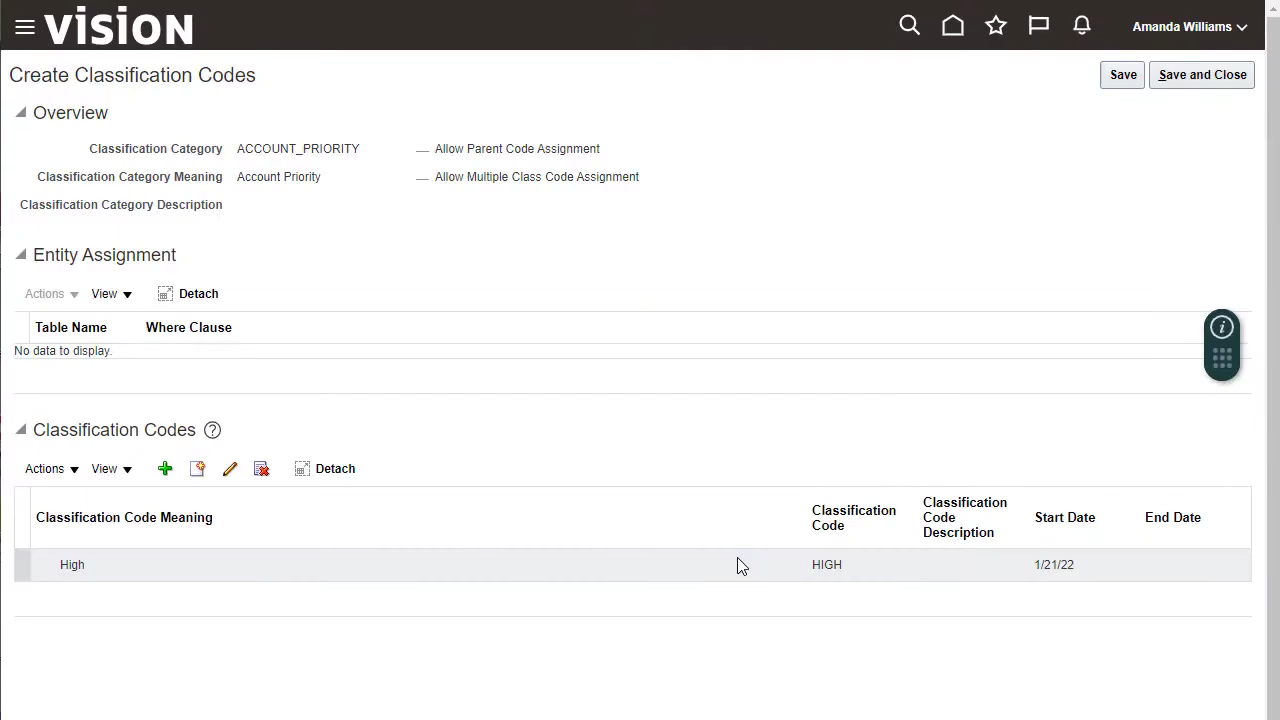 vision
Amanda Williams
Create Classification Codes
Save
Save and Close
Overview
Classification Category ACCOUNT_PRIORITY
Allow Parent Code Assignment
Classification Category Meaning Account Priority
Allow Multiple Class Code Assignment
Classification Category Description
Entity Assignment
Actions View Detach
Table Name Where Clause
No data to display.
Classification Codes
Actions View Detach
Classification Code Meaning
Classification
Code
Classification
Code
Description
Start Date
End Date
High HIGH 1/21/22